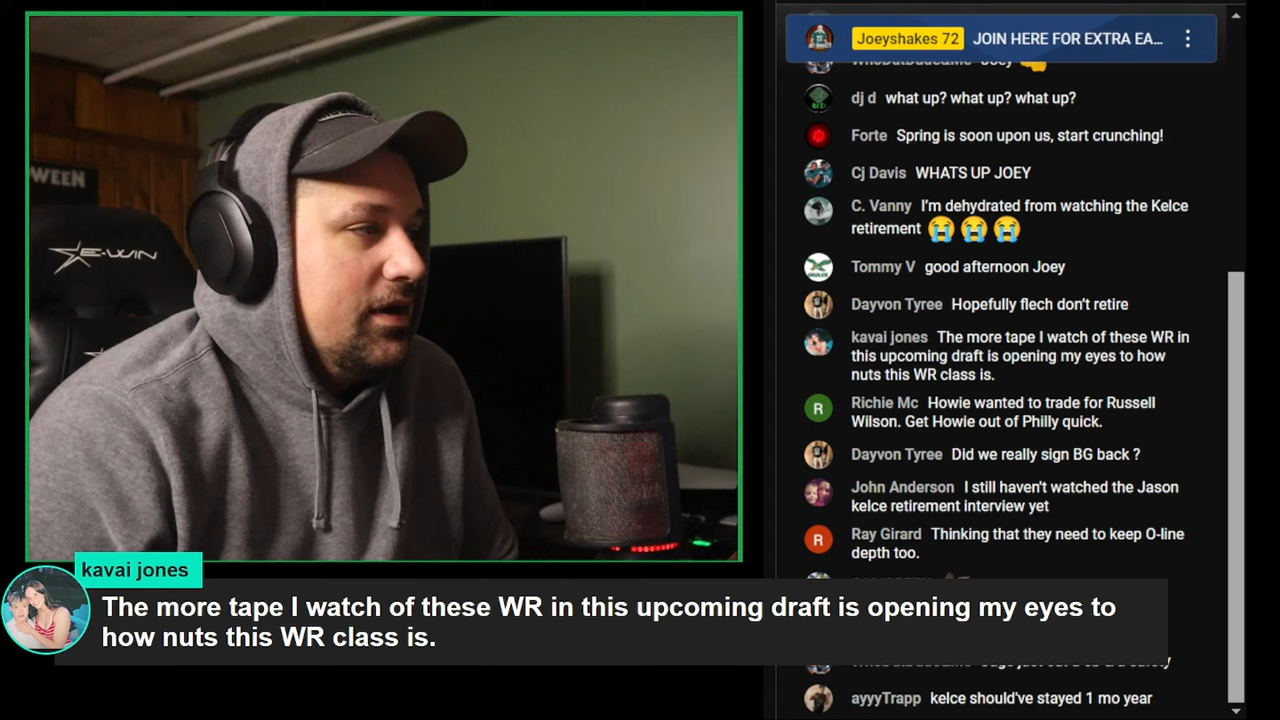 WEEN
E-WIN
Joeyshakes 72 JOIN HERE FOR EXTRA EA...
dj d what up? what up? what up?
Forte Spring is soon upon us, start crunching!
Cj Davis WHATS UP JOEY
C. Vanny I'm dehydrated from watching the Kelce
retirement 😭 😭 😭
Tommy V good afternoon Joey
Dayvon Tyree Hopefully flech don't retire
kavai jones The more tape I watch of these WR in
this upcoming draft is opening my eyes to how
nuts this WR class is.
R
Richie Mc Howie wanted to trade for Russell
Wilson. Get Howie out of Philly quick.
Dayvon Tyree Did we really sign BG back ?
John Anderson I still haven't watched the Jason
kelce retirement interview yet
R
Ray Girard Thinking that they need to keep O-line
depth too.
kavai jones
The more tape I watch of these WR in this upcoming draft is opening my eyes to
how nuts this WR class is.
ayyyTrapp kelce should've stayed 1 mo year